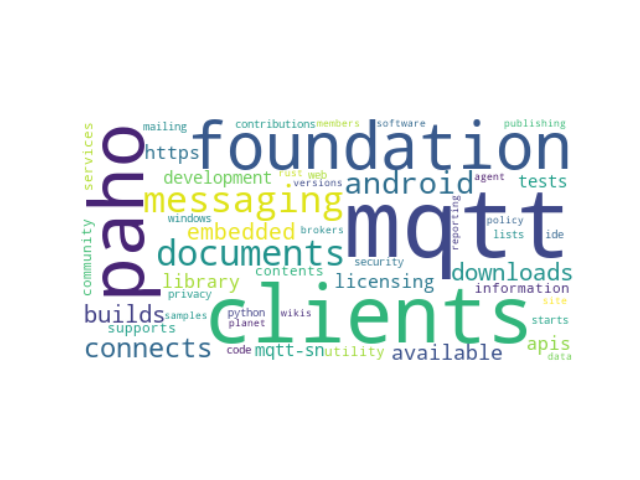 mailing
contributions
members
software
publishing
services
paho
https
foundation
development
rust
web
versions
android
agent
tests
messaging
mqtt
windows
embedded
brokers
reporting
policy
lists
ide
community
documents
security
contents
downloads
library
licensing
information
privacy
clients
site
builds
samples
python
wikis
starts
supports
planet
connects
code
mqtt-sn
utility
available
apis
data